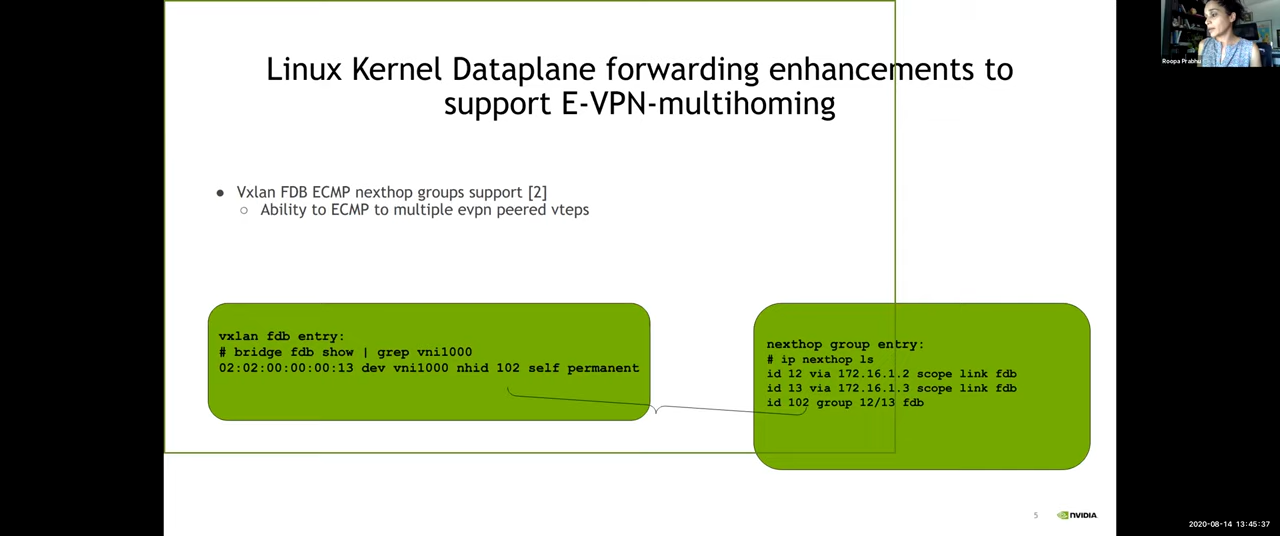 Linux Kernel Dataplane forwarding enhancements to
support E-VPN-multihoming
● Vxlan FDB ECMP nexthop groups support [2]
○ Ability to ECMP to multiple evpn peered vteps
vxlan fdb entry:
# bridge fdb show | grep vni1000
02:02:00:00:00:13 dev vni1000 nhid 102 self permanent
nexthop group entry:
# ip nexthop ls
id 12 via 172.16.1.2 scope link fdb
id 13 via 172.16.1.3 scope link fdb
id 102 group 12/13 fdb
5
NVIDIA
Roopa Prabhu
2020-08-14 13:45:37